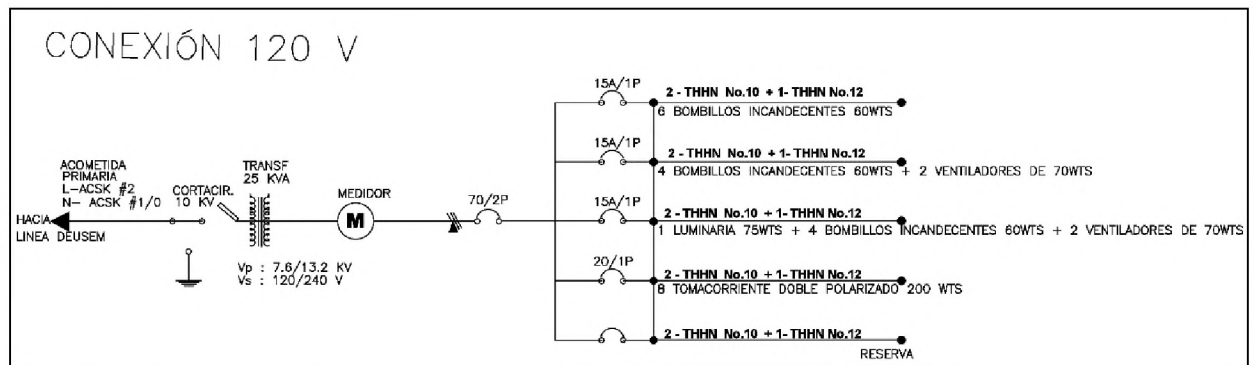 CONEXIÓN 120 V
ACOMETIDA
PRIMARIA
L-ACSK #2
N- ACSK #1/0
HACIA
LINEA DEUSEM
CORTACIR.
10 KV
TRANSF
25 KVA
Vp : 7.6/13.2 KV
Vs : 120/240 V
MEDIDOR
M
70/2P
15A/1P
2 - THHN No.10 + 1- THHN No.12
6 BOMBILLOS INCANDECENTES 60WTS
15A/1P
2 - THHN No.10 + 1- THHN No.12
4 BOMBILLOS INCANDECENTES 60WTS + 2 VENTILADORES DE 70WTS
15A/1P
2 - THHN No.10 + 1- THHN No.12
1 LUMINARIA 75WTS + 4 BOMBILLOS INCANDECENTES 60WTS + 2 VENTILADORES DE 70WTS
20/1P
2 - THHN No.10 + 1- THHN No.12
8 TOMACORRIENTE DOBLE POLARIZADO 200 WTS
2 - THHN No.10 + 1- THHN No.12
RESERVA